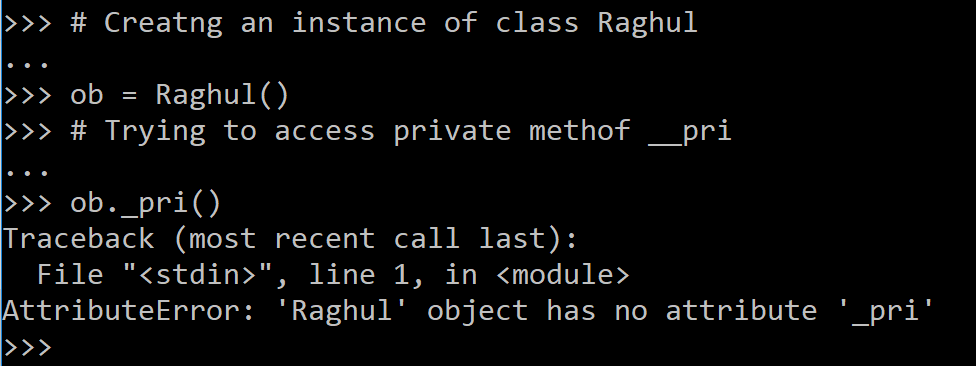 >>> # Creatng an instance of class Raghul
...
>>> ob = Raghul()
>>> # Trying to access private methof __pri
...
>>> ob._pri()
Traceback (most recent call last):
  File "<stdin>", line 1, in <module>
AttributeError: 'Raghul' object has no attribute '_pri'
>>>